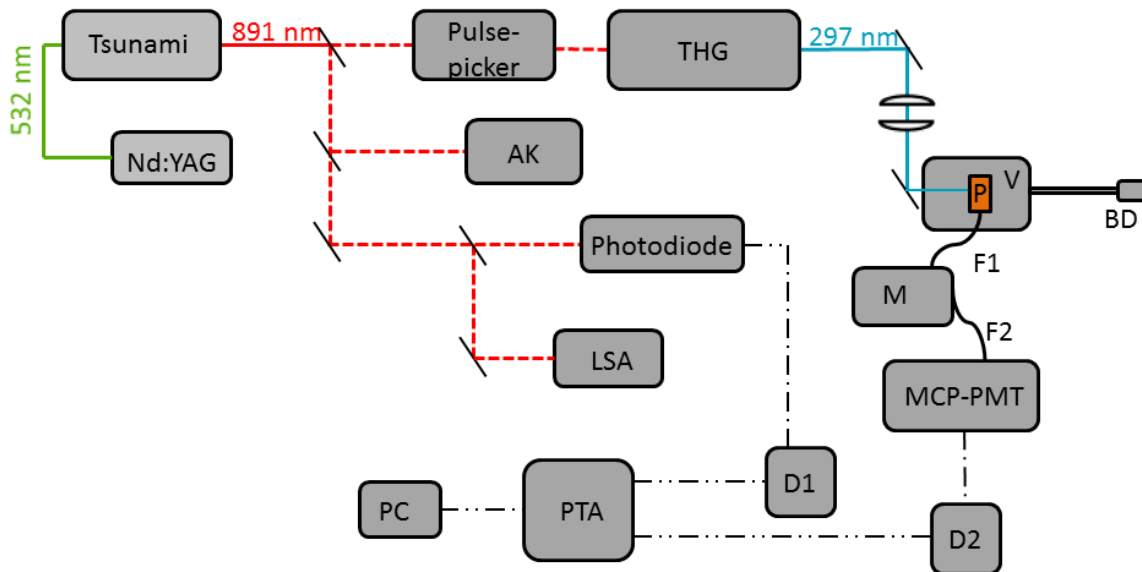 Tsunami
891 nm
Pulse-
picker
THG
297 nm
532 nm
Nd:YAG
AK
V
P
BD
Photodiode
F1
M
F2
LSA
MCP-PMT
D1
PC
PTA
D2